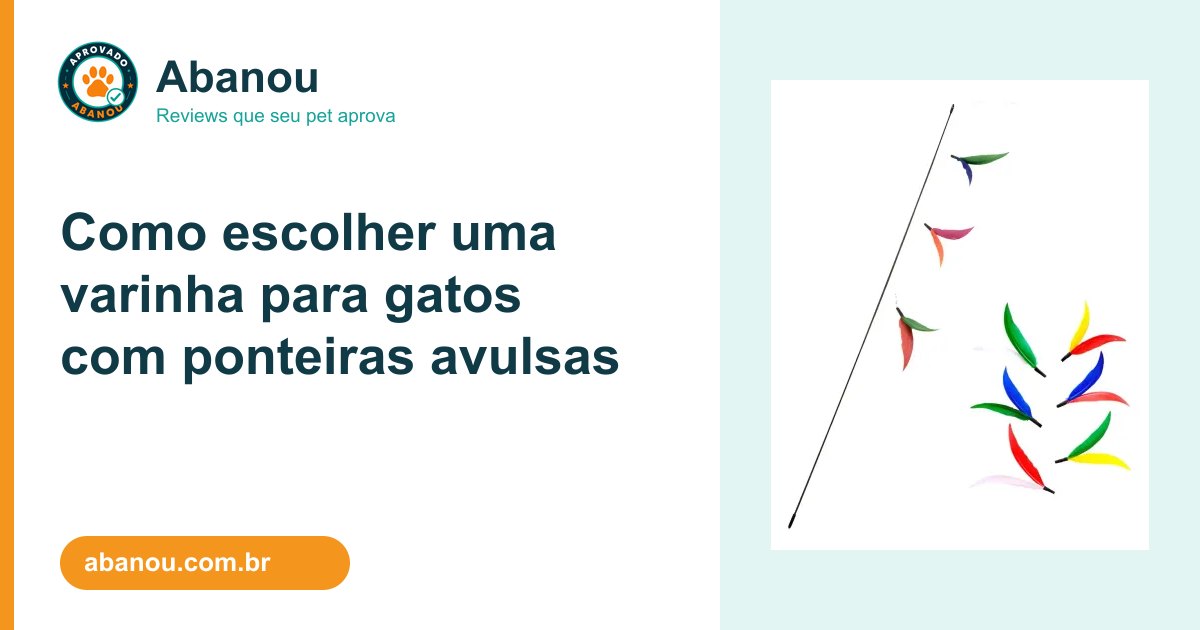 APROVADO
ABANOU
Abanou
Reviews que seu pet aprova
Como escolher uma
varinha para gatos
com ponteiras avulsas
abanou.com.br